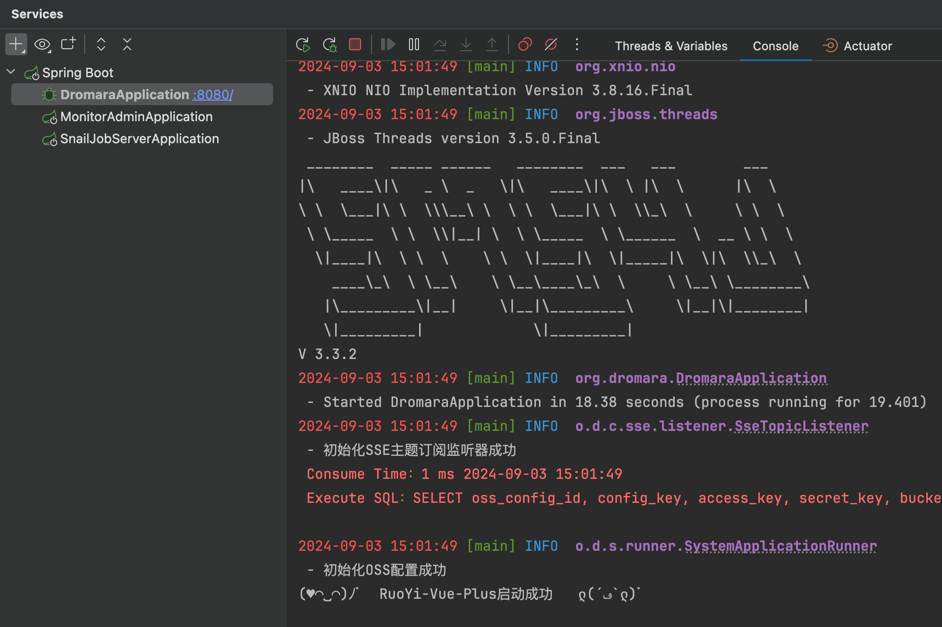 Services
Threads & Variables
Console
Actuator
Spring Boot
DromaraApplication :8080/
MonitorAdminApplication
SnailJobServerApplication
2024-09-03 15:01:49 [main] INFO  org.xnio.nio
 - XNIO NIO Implementation Version 3.8.16.Final
2024-09-03 15:01:49 [main] INFO  org.jboss.threads
 - JBoss Threads version 3.5.0.Final
V 3.3.2
2024-09-03 15:01:49 [main] INFO  org.dromara.DromaraApplication
 - Started DromaraApplication in 18.38 seconds (process running for 19.401)
2024-09-03 15:01:49 [main] INFO  o.d.c.sse.listener.SseTopicListener
 - 初始化SSE主题订阅监听器成功
 Consume Time：1 ms 2024-09-03 15:01:49
 Execute SQL：SELECT oss_config_id, config_key, access_key, secret_key, bucke
2024-09-03 15:01:49 [main] INFO  o.d.s.runner.SystemApplicationRunner
 - 初始化OSS配置成功
(♥◠‿◠)ﾉﾞ  RuoYi-Vue-Plus启动成功   ლ(´ڡ`ლ)ﾞ